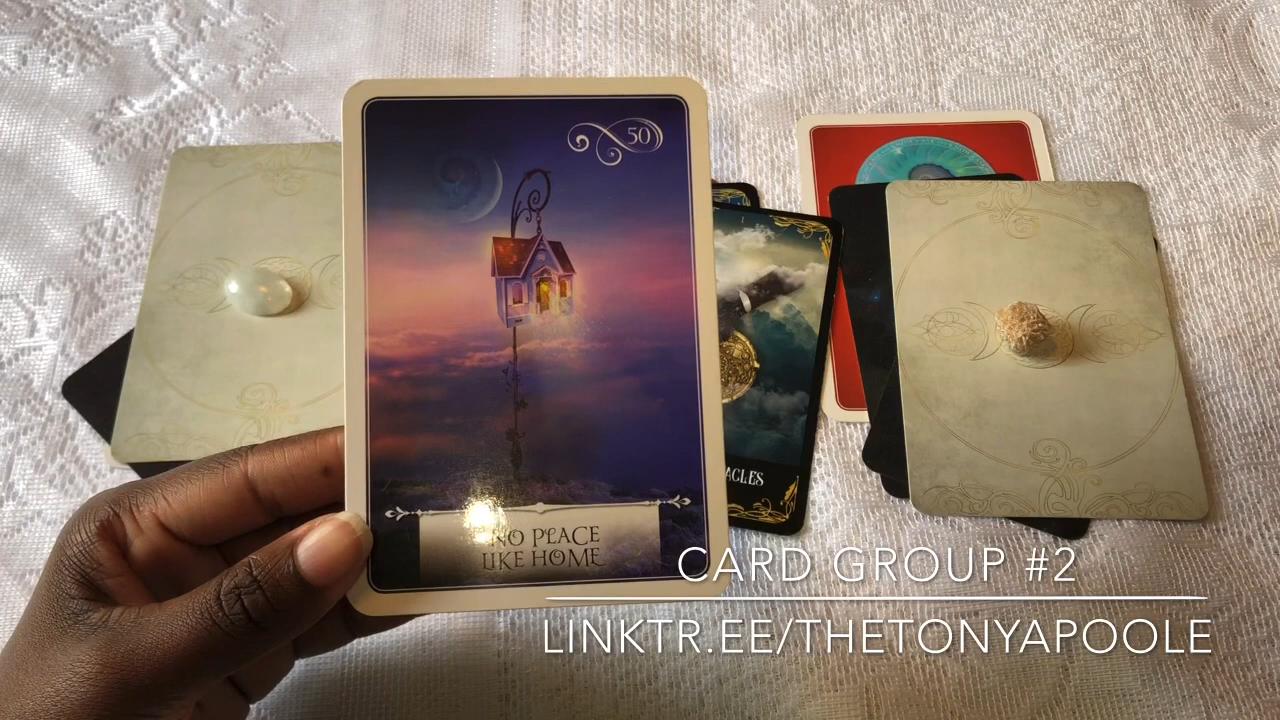 50
NO PLACE
LIKE HOME
ACLES
CARD GROUP #2
LINKTR.EE/THETONYAPOOLE